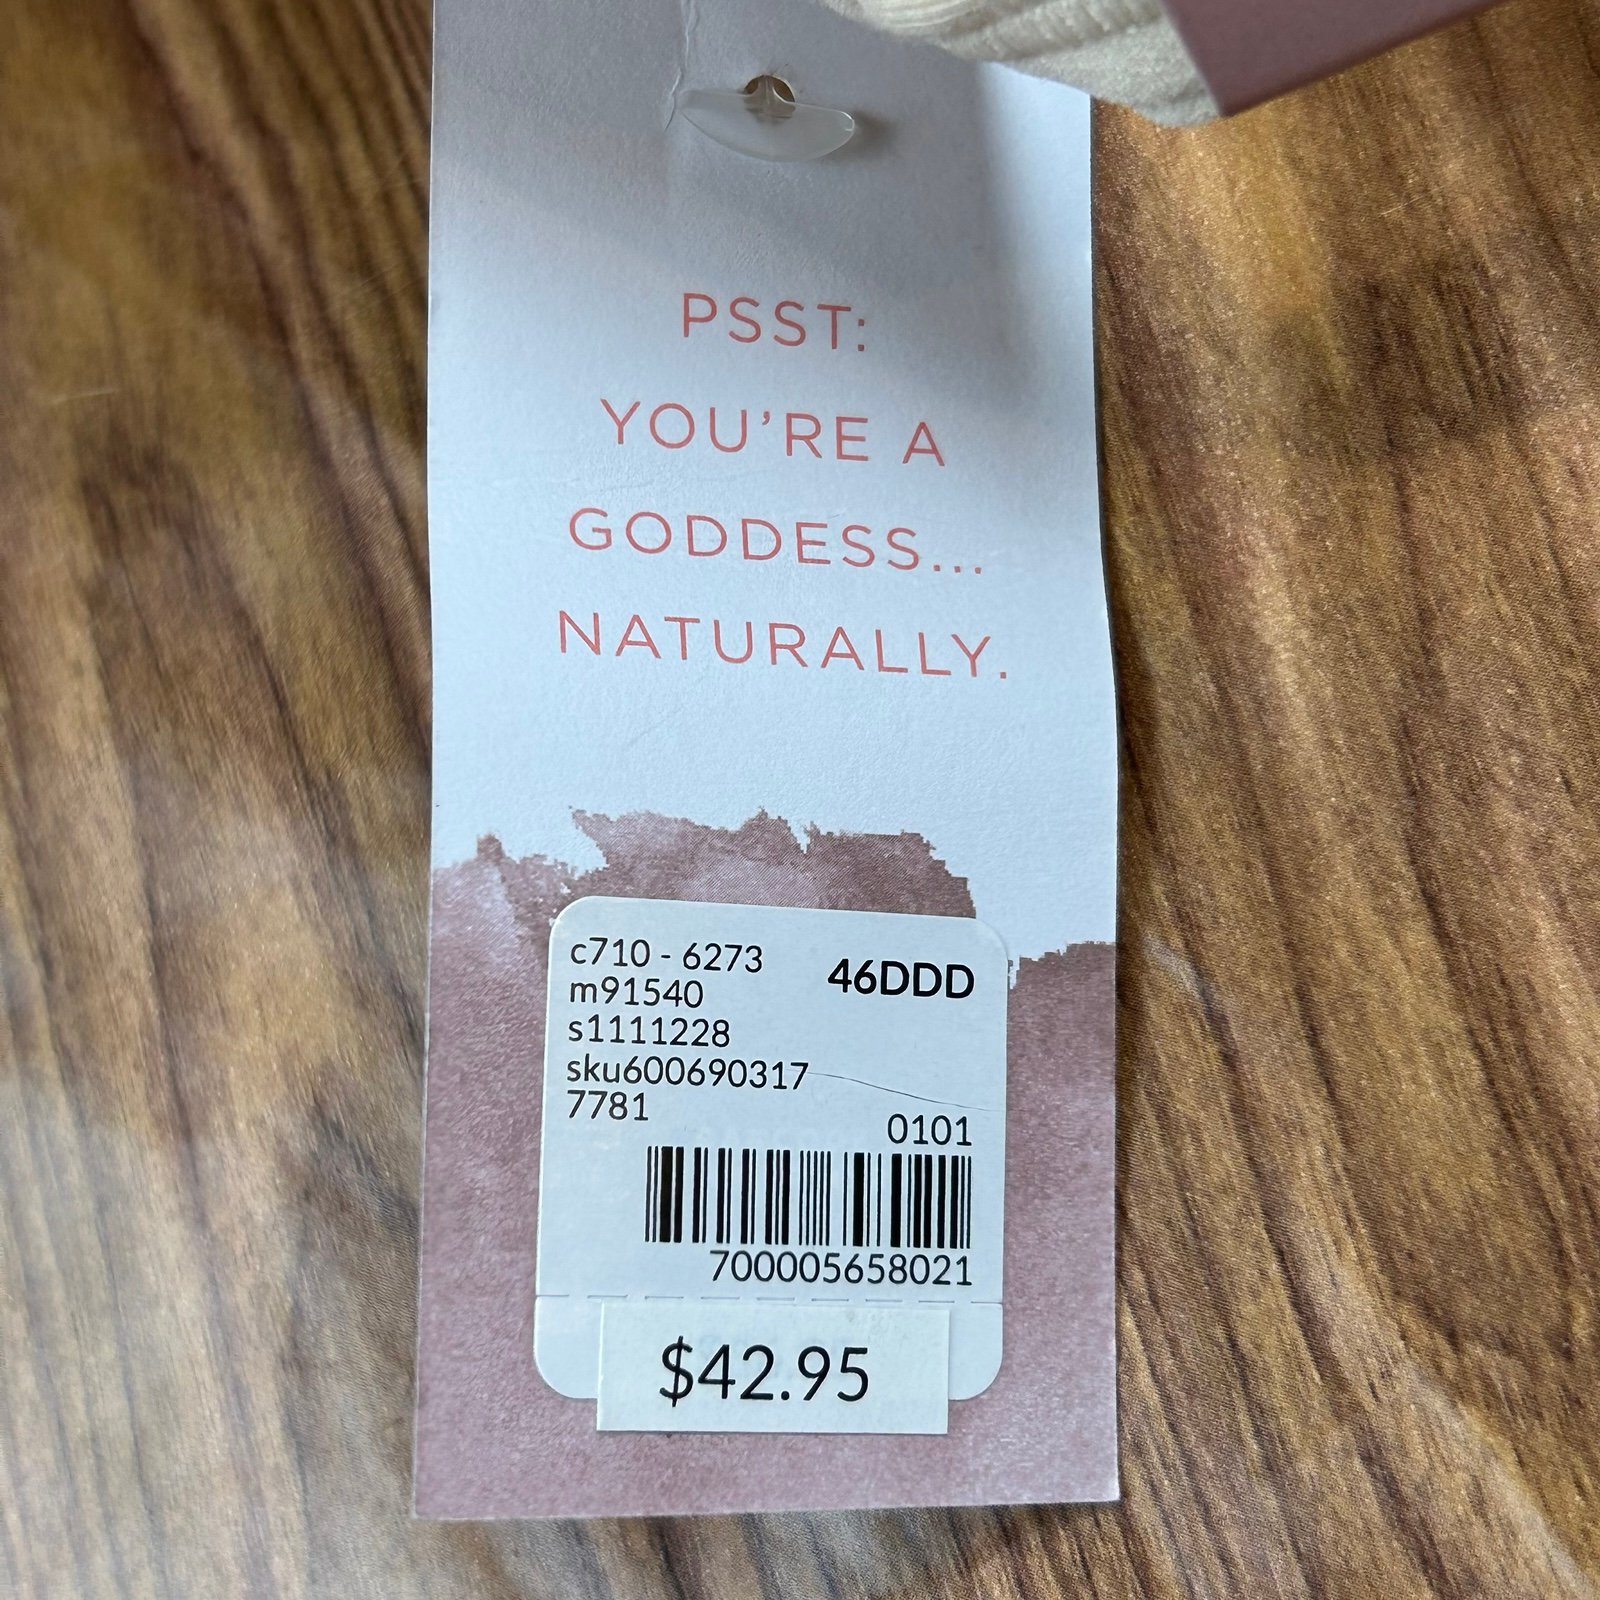 PSST:
YOU'RE A
GODDESS...
NATURALLY.
c710 - 6273
46DDD
m91540
s1111228
sku600690317
7781
0101
700005658021
$42.95